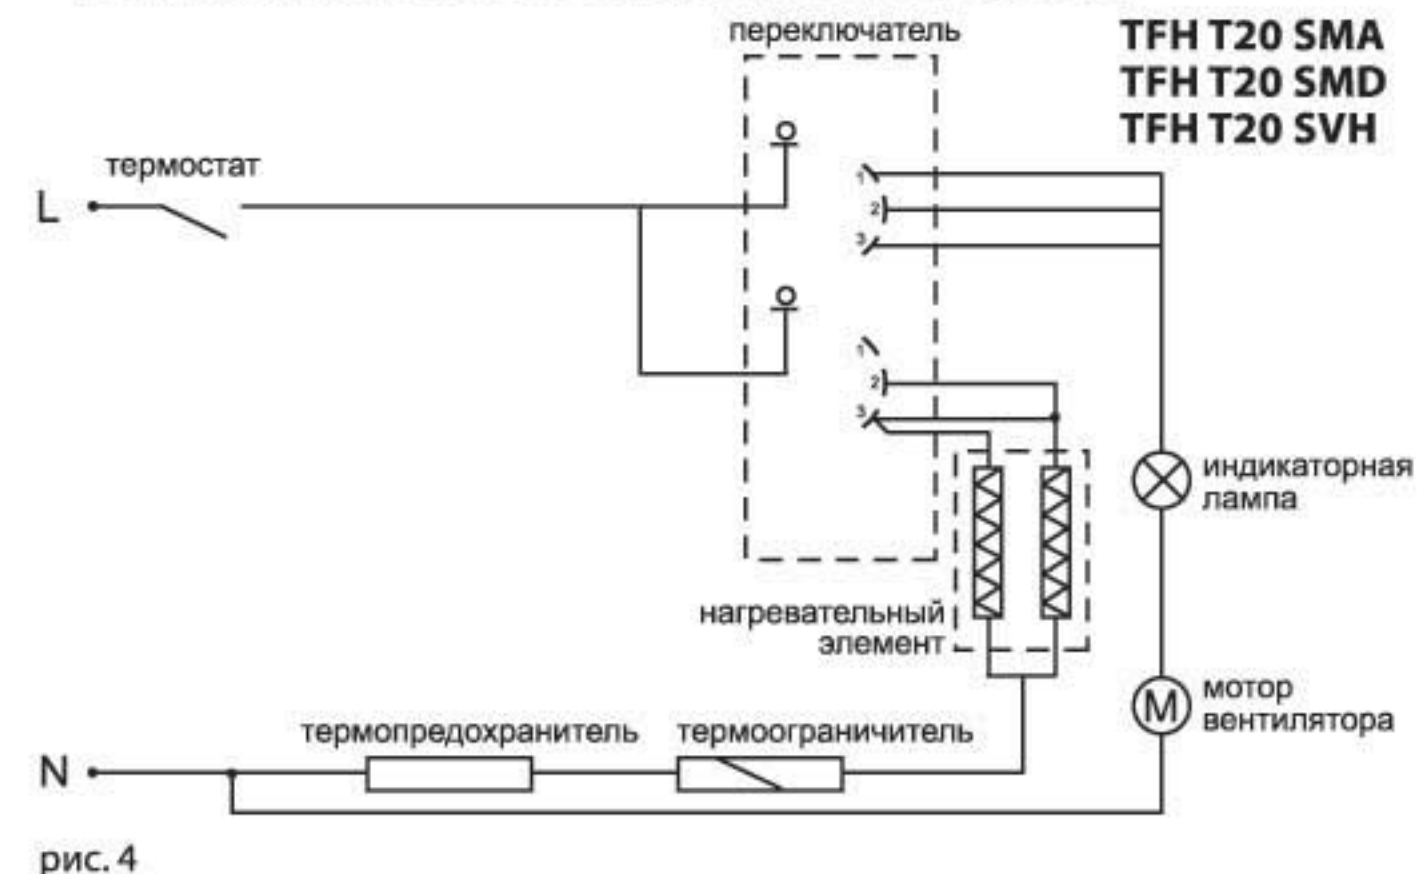 переключатель
TFH T20 SMA
TFH T20 SMD
TFH T20 SVH
термостат
L
1
2
3
1
2
3
индикаторная
лампа
нагревательный
элемент
M
мотор
вентилятора
термопредохранитель
термоограничитель
N
рис. 4